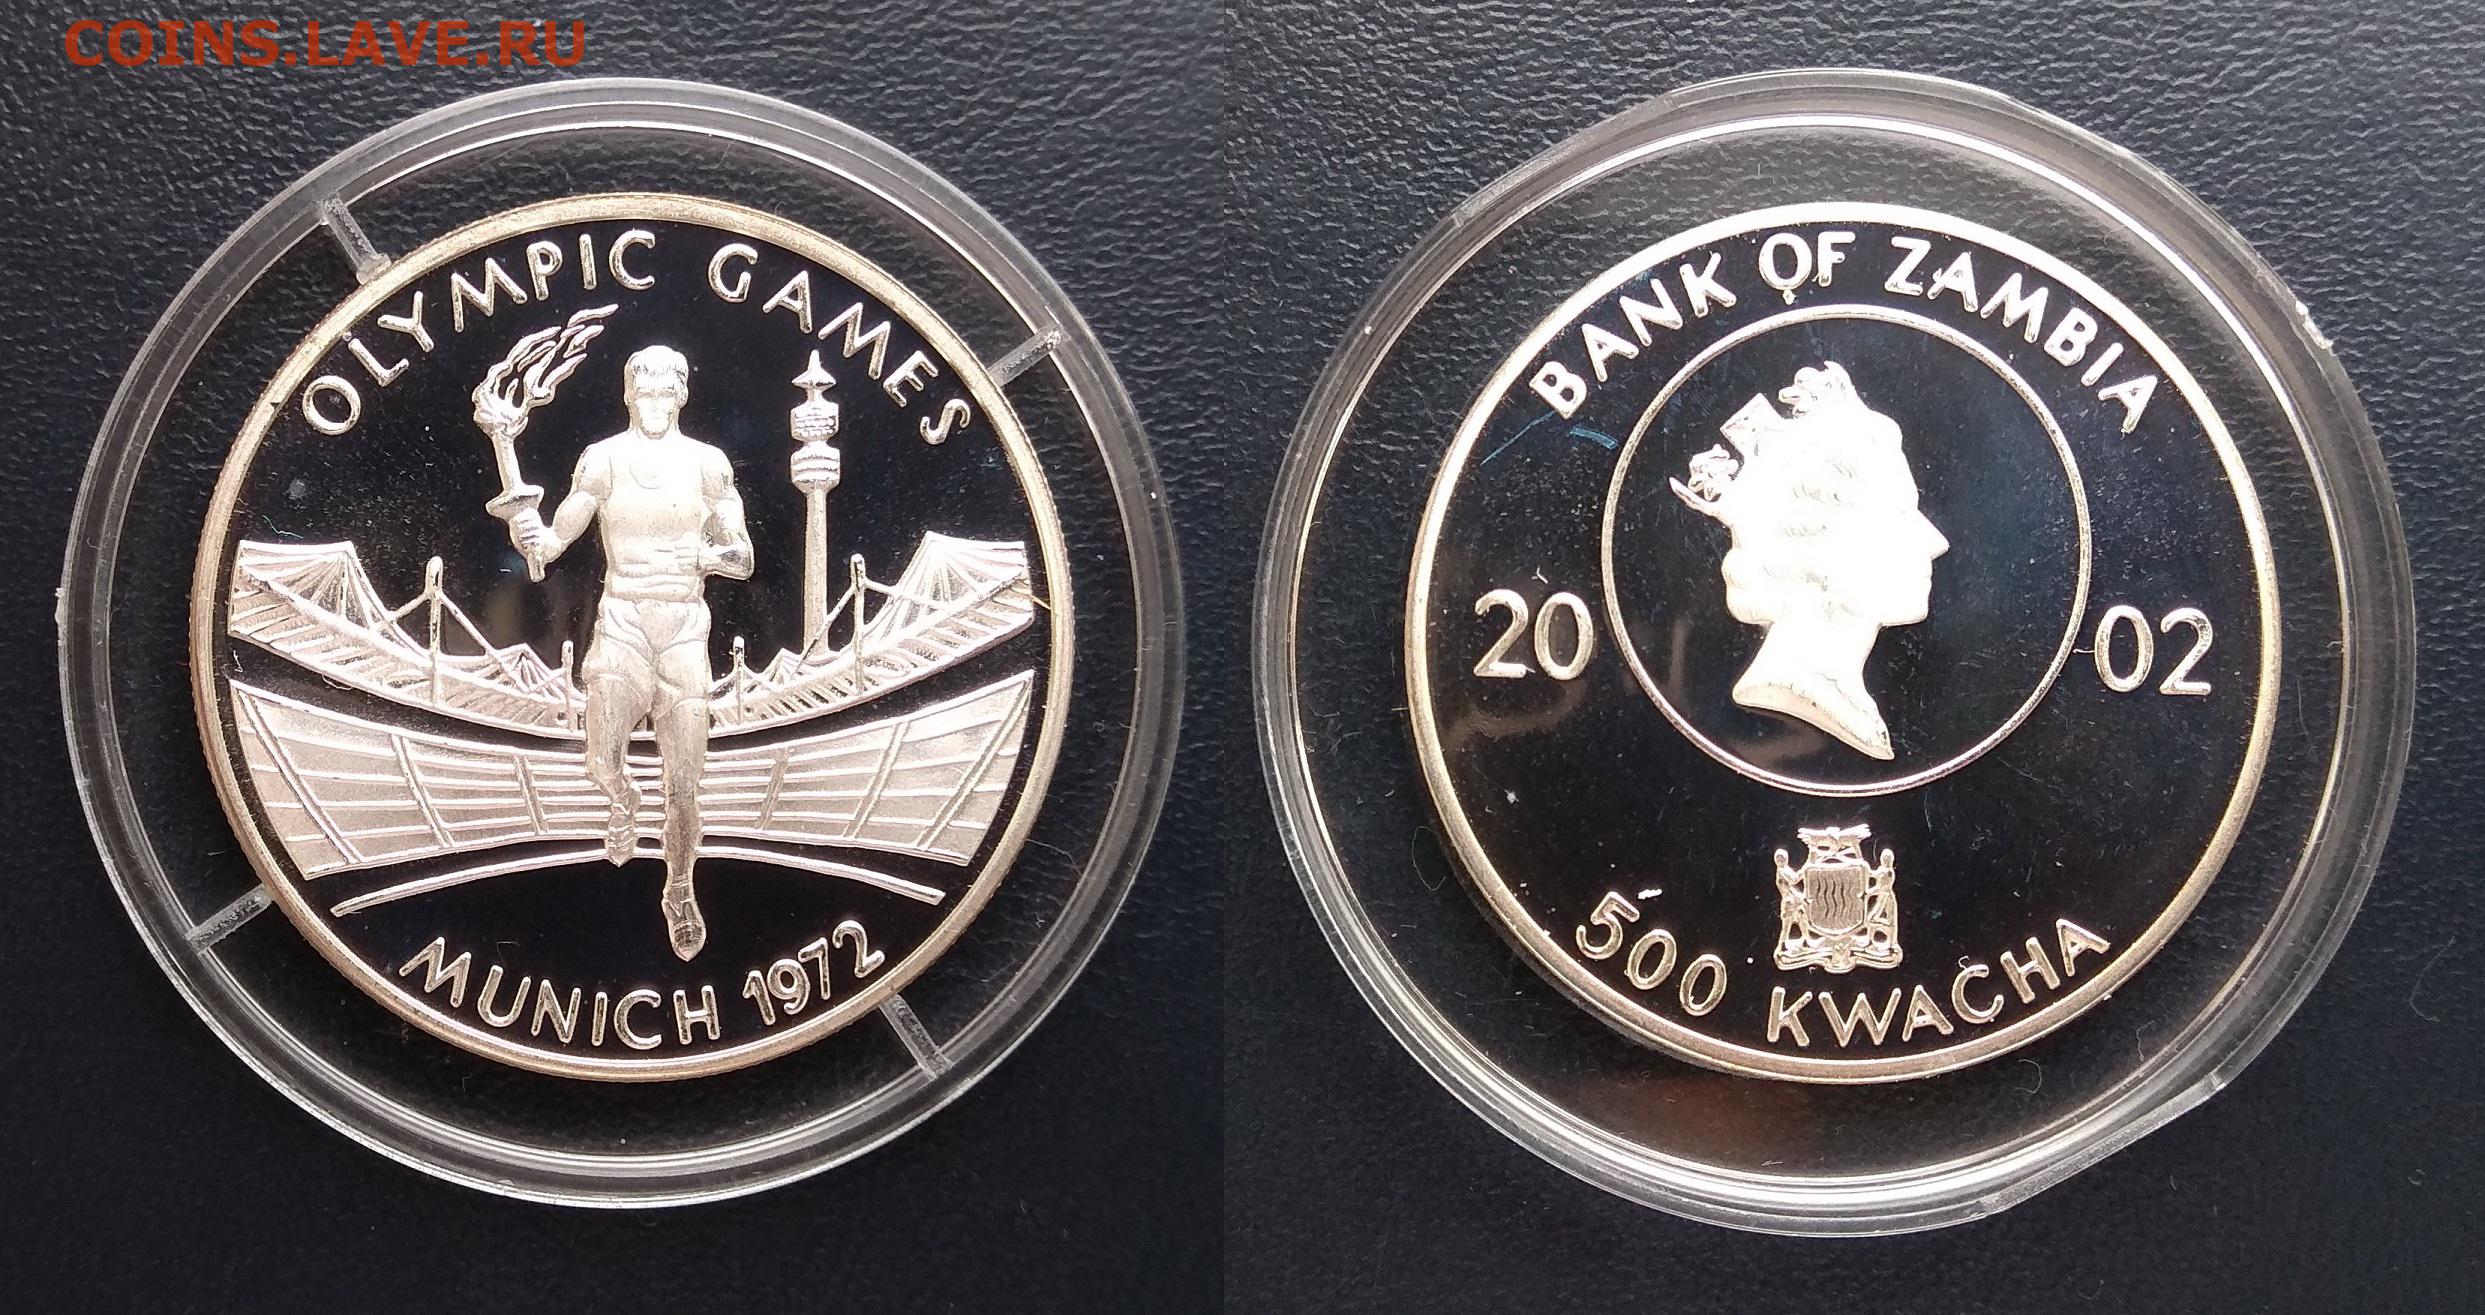 COINS.LAVE.RU
OLYMPIC GAMES
MUNICH 1972
BANK OF ZAMBIA
20 02
500 KWACHA